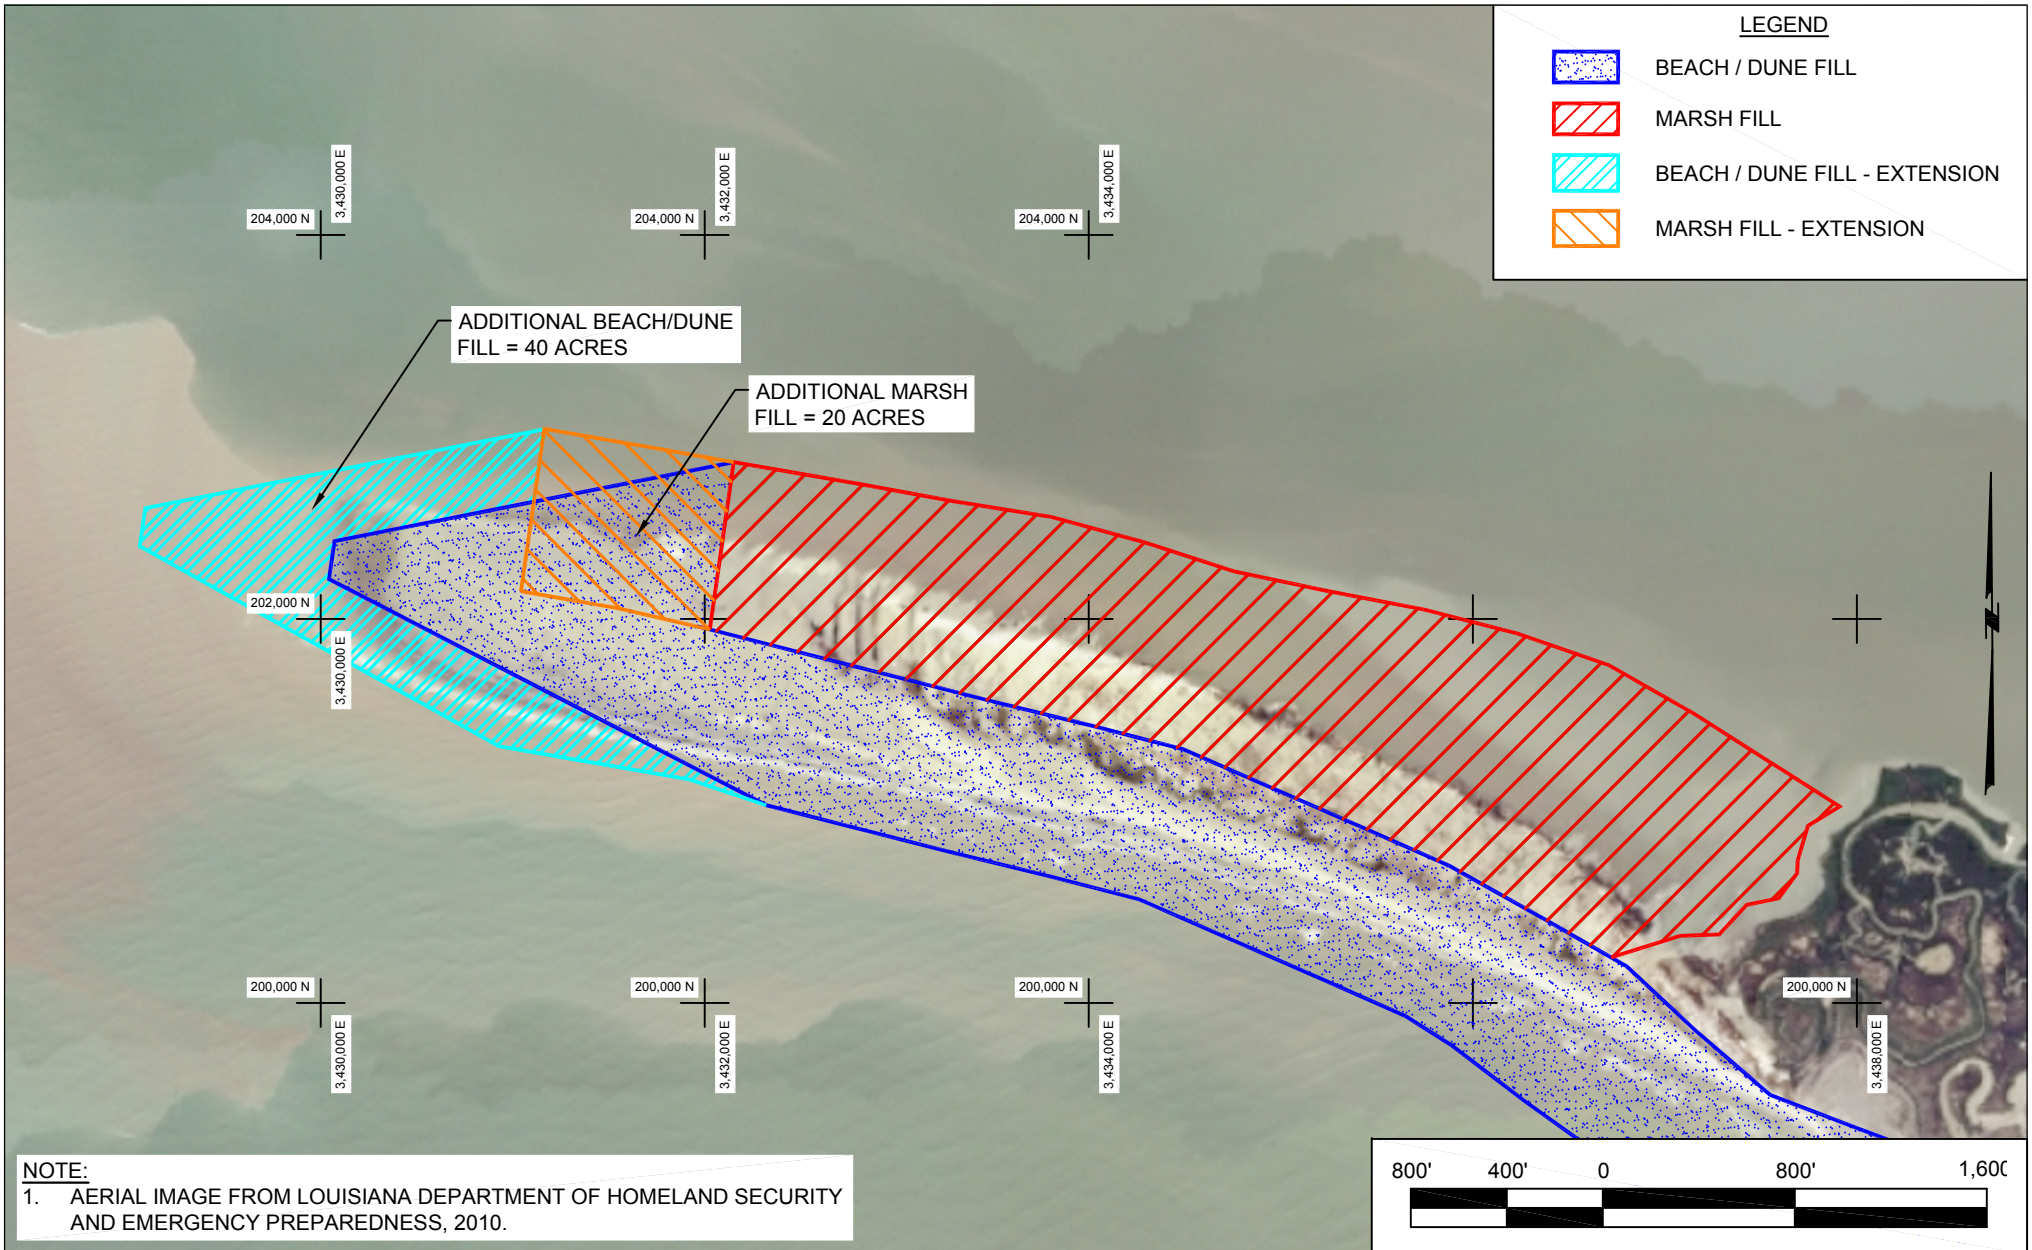 LEGEND
BEACH / DUNE FILL
MARSH FILL
BEACH / DUNE FILL - EXTENSION
MARSH FILL - EXTENSION
3,430,000 E
3,432,000 E
3,434,000 E
204,000 N
204,000 N
204,000 N
ADDITIONAL BEACH/DUNE
FILL = 40 ACRES
ADDITIONAL MARSH
FILL = 20 ACRES
202,000 N
3,430,000 E
N
200,000 N
200,000 N
200,000 N
200,000 N
3,430,000 E
3,432,000 E
3,434,000 E
3,438,000 E
NOTE:
1. AERIAL IMAGE FROM LOUISIANA DEPARTMENT OF HOMELAND SECURITY
AND EMERGENCY PREPAREDNESS, 2010.
800' 400' 0 800' 1,600